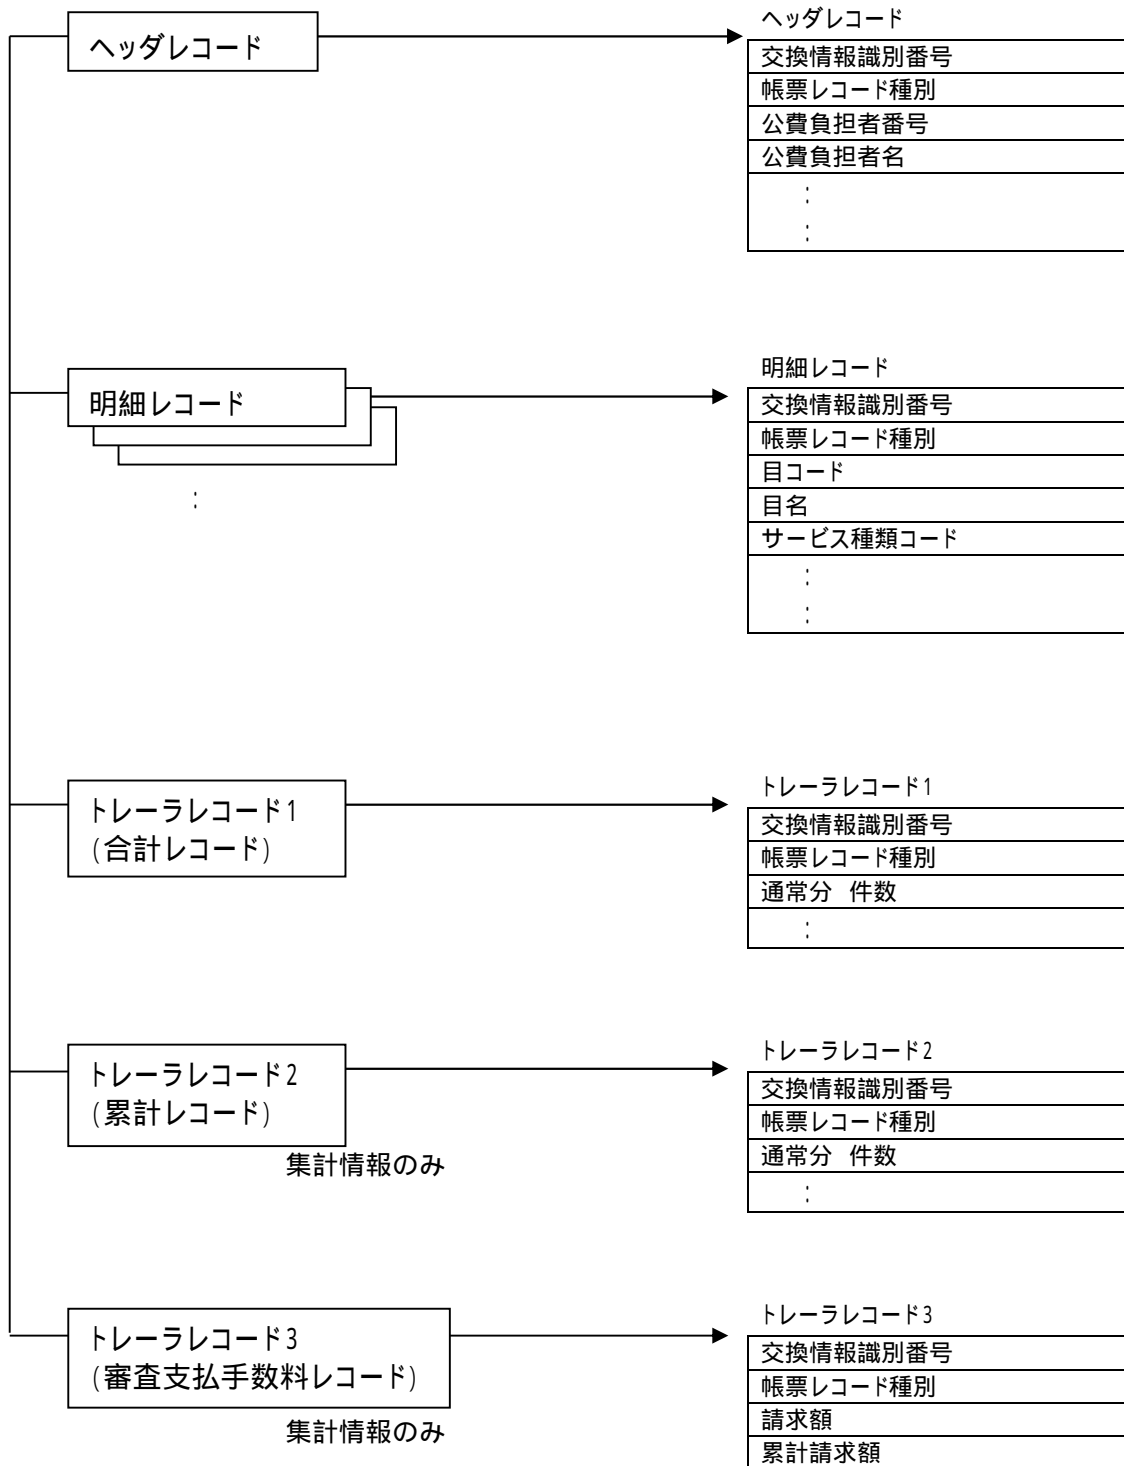 ヘッダレコード
ヘッダレコード
交換情報識別番号
帳票レコード種別
公費負担者番号
公費負担者名
:
:
明細レコード
:
明細レコード
交換情報識別番号
帳票レコード種別
目コード
目名
サービス種類コード
:
:
トレーラレコード1
(合計レコード)
トレーラレコード1
交換情報識別番号
帳票レコード種別
通常分 件数
:
トレーラレコード2
(累計レコード)
集計情報のみ
トレーラレコード2
交換情報識別番号
帳票レコード種別
通常分 件数
:
トレーラレコード3
(審査支払手数料レコード)
集計情報のみ
トレーラレコード3
交換情報識別番号
帳票レコード種別
請求額
累計請求額